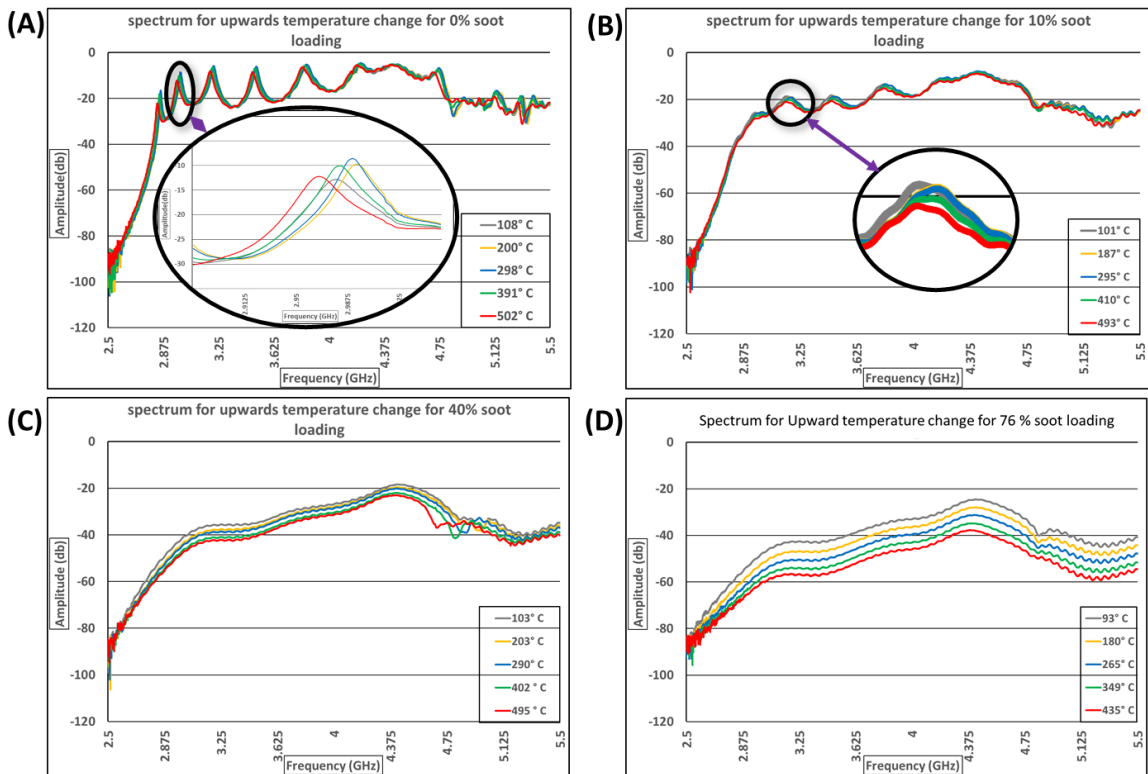 (A)
spectrum for upwards temperature change for 0% soot
loading
0
-20
-40
-60
-80
-100
-120
Amplitude(db)
2.5
2.875
3.25
3.625
4
4.375
4.75
5.125
5.5
Frequency (GHz)
-10
-15
-20
-25
-30
Amplitude(db)
2.9125
2.95
2.9875
Frequency (GHz)
108° C
200° C
298° C
391° C
502° C
(B)
spectrum for upwards temperature change for 10% soot
loading
0
-20
-40
-60
-80
-100
-120
Amplitude (db)
2.5
2.875
3.25
3.625
4
4.375
4.75
5.125
5.5
Frequency (GHz)
101° C
187° C
295° C
410° C
493° C
(C)
spectrum for upwards temperature change for 40% soot
loading
0
-20
-40
-60
-80
-100
-120
Amplitude (db)
2.5
2.875
3.25
3.625
4
4.375
4.75
5.125
5.5
Frequency (GHz)
103° C
203° C
290° C
402 ° C
495 ° C
(D)
Spectrum for Upward temperature change for 76 % soot loading
0
-20
-40
-60
-80
-100
-120
Amplitude (db)
2.5
2.875
3.25
3.625
4
4.375
4.75
5.125
5.5
Frequency (GHz)
93° C
180° C
265° C
349° C
435° C